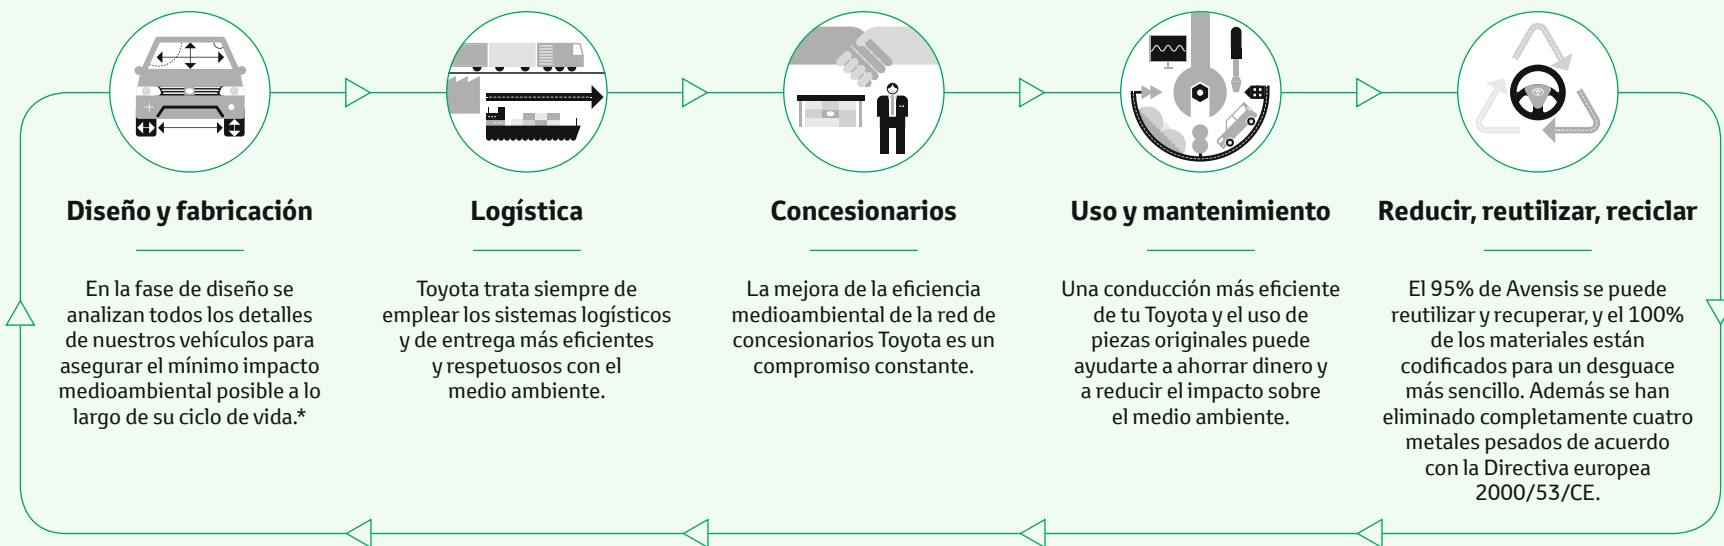 Diseño y fabricación
En la fase de diseño se
analizan todos los detalles
de nuestros vehículos para
asegurar el mínimo impacto
medioambiental posible a lo
largo de su ciclo de vida.*
Logística
Toyota trata siempre de
emplear los sistemas logísticos
y de entrega más eficientes
y respetuosos con el
medio ambiente.
Concesionarios
La mejora de la eficiencia
medioambiental de la red de
concesionarios Toyota es un
compromiso constante.
Uso y mantenimiento
Una conducción más eficiente
de tu Toyota y el uso de
piezas originales puede
ayudarte a ahorrar dinero y
a reducir el impacto sobre
el medio ambiente.
Reducir, reutilizar, reciclar
El 95% de Avensis se puede
reutilizar y recuperar, y el 100%
de los materiales están
codificados para un desguace
más sencillo. Además se han
eliminado completamente cuatro
metales pesados de acuerdo
con la Directiva europea
2000/53/CE.